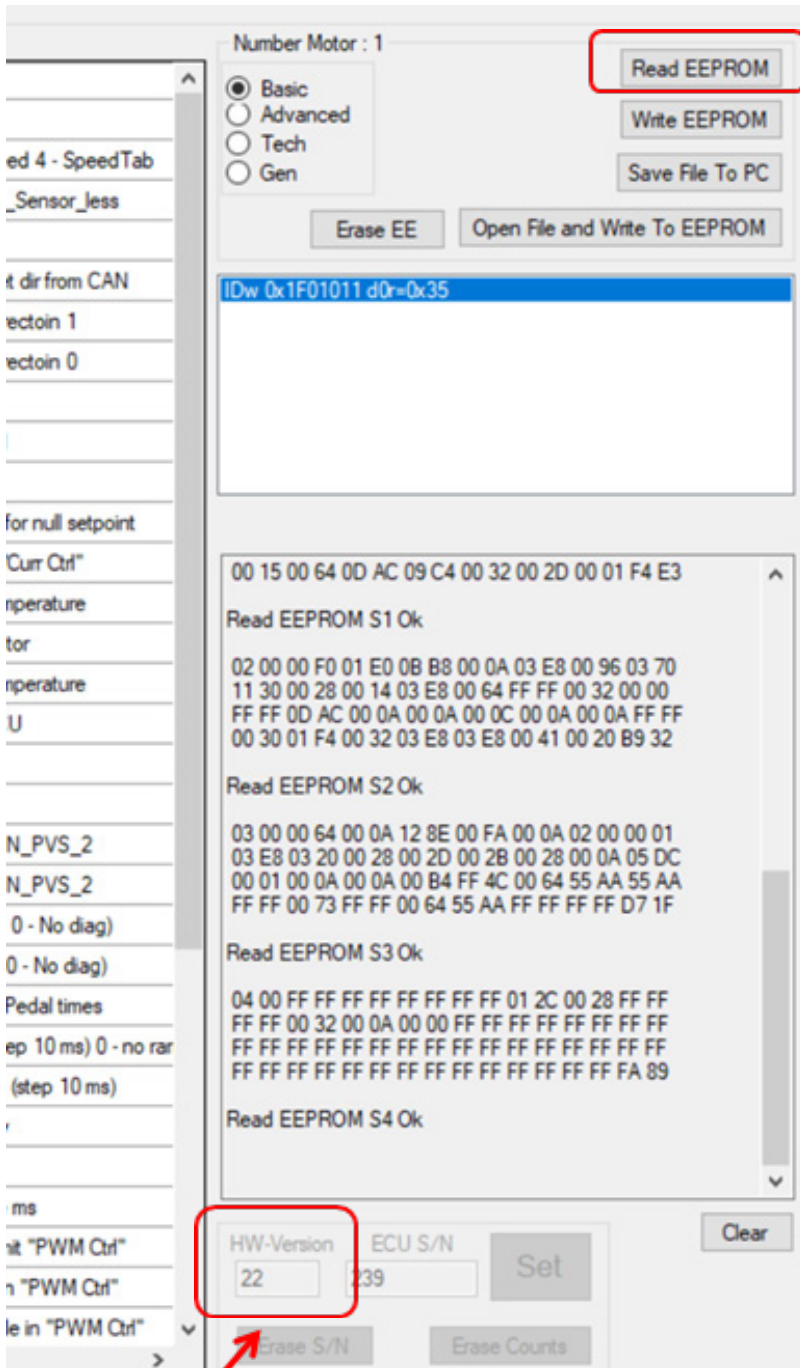 ed 4 - SpeedTab
_Sensor_less
t dir from CAN
rectoin 1
rectoin 0
for null setpoint
"Curr Ctrl"
mperature
tor
mperature
N_PVS_2
N_PVS_2
0 - No diag)
0 - No diag)
Pedal times
ep 10 ms) 0 - no rar
(step 10 ms)
ms
nit "PWM Ctrl"
n "PWM Ctrl"
le in "PWM Ctrl"
Number Motor : 1
Basic
Advanced
Tech
Gen
Read EEPROM
Write EEPROM
Save File To PC
Erase EE
Open File and Write To EEPROM
IDw 0x1F01011 d0r=0x35
00 15 00 64 0D AC 09 C4 00 32 00 2D 00 01 F4 E3
Read EEPROM S1 Ok
02 00 00 F0 01 E0 0B B8 00 0A 03 E8 00 96 03 70
11 30 00 28 00 14 03 E8 00 64 FF FF 00 32 00 00
FF FF 0D AC 00 0A 00 0A 00 0C 00 0A 00 0A FF FF
00 30 01 F4 00 32 03 E8 03 E8 00 41 00 20 B9 32
Read EEPROM S2 Ok
03 00 00 64 00 0A 12 8E 00 FA 00 0A 02 00 00 01
03 E8 03 20 00 28 00 2D 00 2B 00 28 00 0A 05 DC
00 01 00 0A 00 0A 00 B4 FF 4C 00 64 55 AA 55 AA
FF FF 00 73 FF FF 00 64 55 AA FF FF FF FF D7 1F
Read EEPROM S3 Ok
04 00 FF FF FF FF FF FF FF FF 01 2C 00 28 FF FF
FF FF 00 32 00 0A 00 00 FF FF FF FF FF FF FF FF
FF FF FF FF FF FF FF FF FF FF FF FF FF FF FF FF
FF FF FF FF FF FF FF FF FF FF FF FF FF FF FA 89
Read EEPROM S4 Ok
Clear
HW-Version
ECU S/N
22
239
Set
Erase S/N
Erase Counts